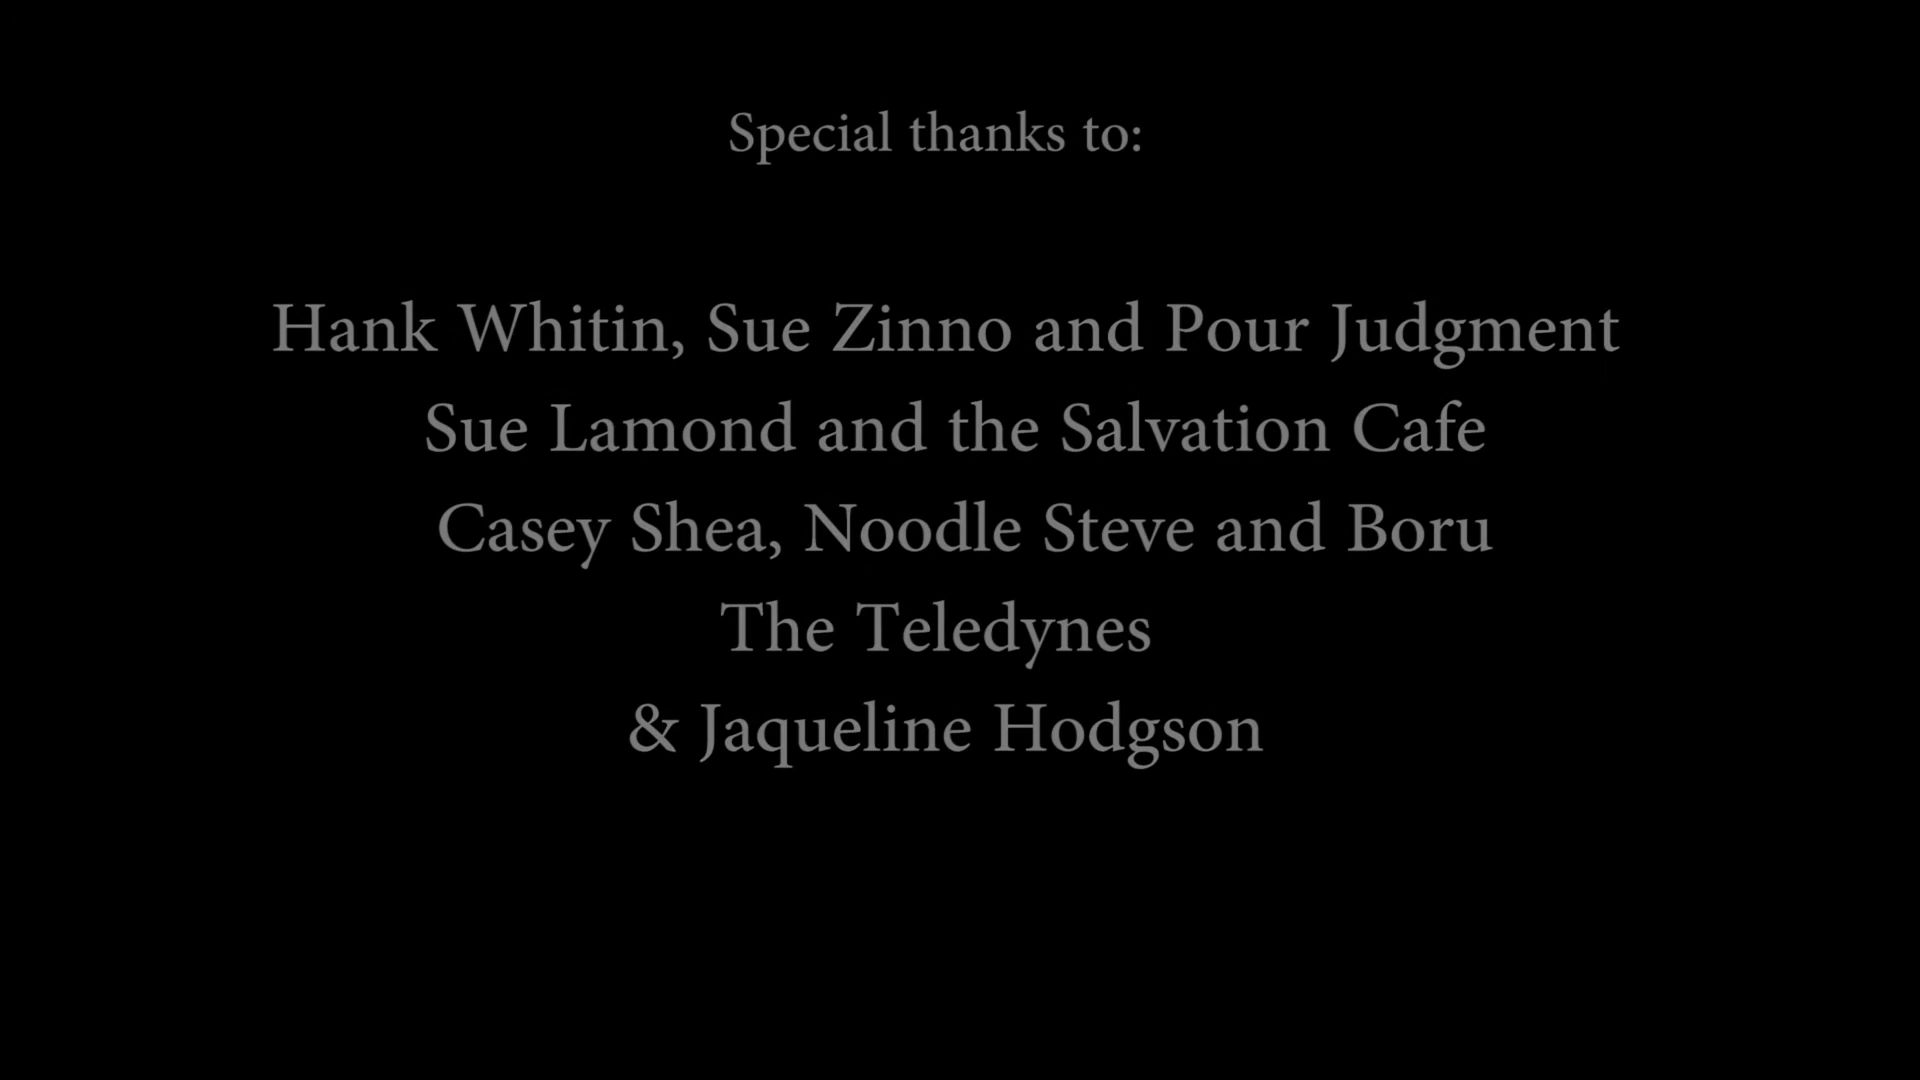 Special thanks to:
Hank Whitin, Sue Zinno and Pour Judgment
Sue Lamond and the Salvation Cafe
Casey Shea, Noodle Steve and Boru
The Teledynes
& Jaqueline Hodgson